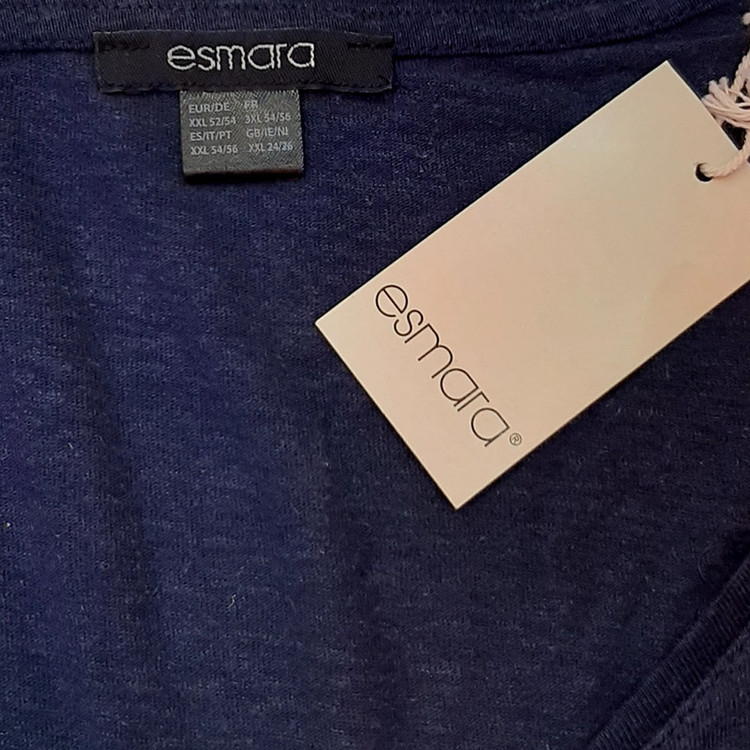 esmara
EUR/DE FR
XXL 52/54 3XL 54/56
ES/IT/PT GB/IE/NI
XXL 54/56 XXL 24/26
esmara®